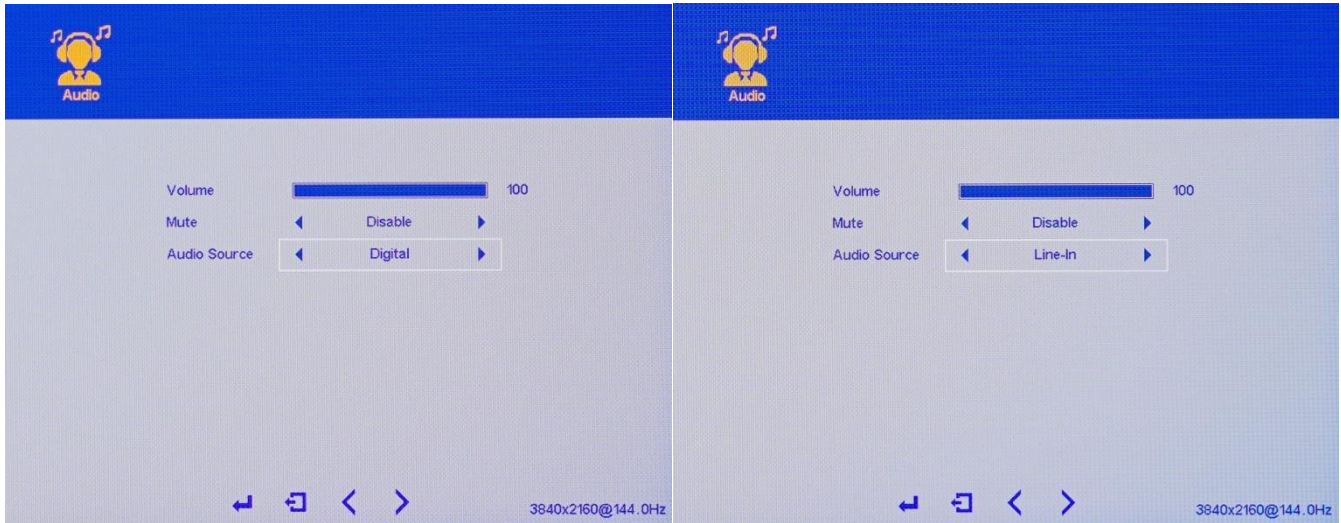 Audio
Volume 100
Mute Disable
Audio Source Digital
3840x2160@144.0Hz
Audio
Volume 100
Mute Disable
Audio Source Line-In
3840x2160@144.0Hz